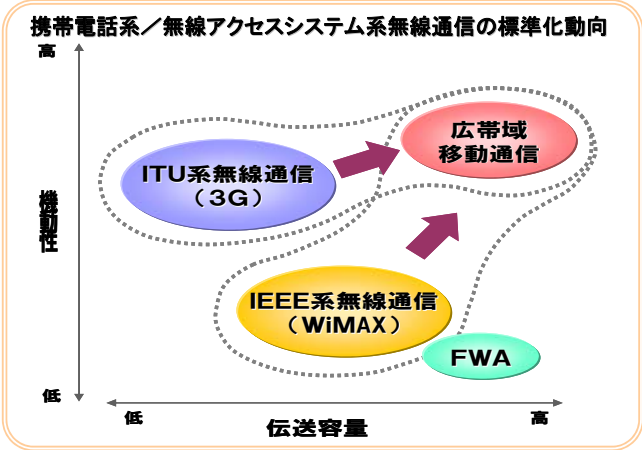 携帯電話系／無線アクセスシステム系無線通信の標準化動向
高
広帯域
移動通信
ITU系無線通信
（3G）
機動性
IEEE系無線通信
（WiMAX）
FWA
低
低
高
伝送容量